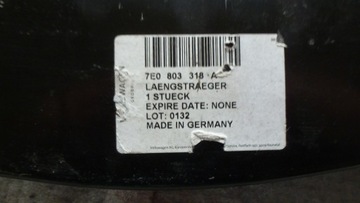 7E0 803 318 A
LAENGSTRAEGER
1 STUECK
EXPIRE DATE: NONE
LOT: 0132
MADE IN GERMANY